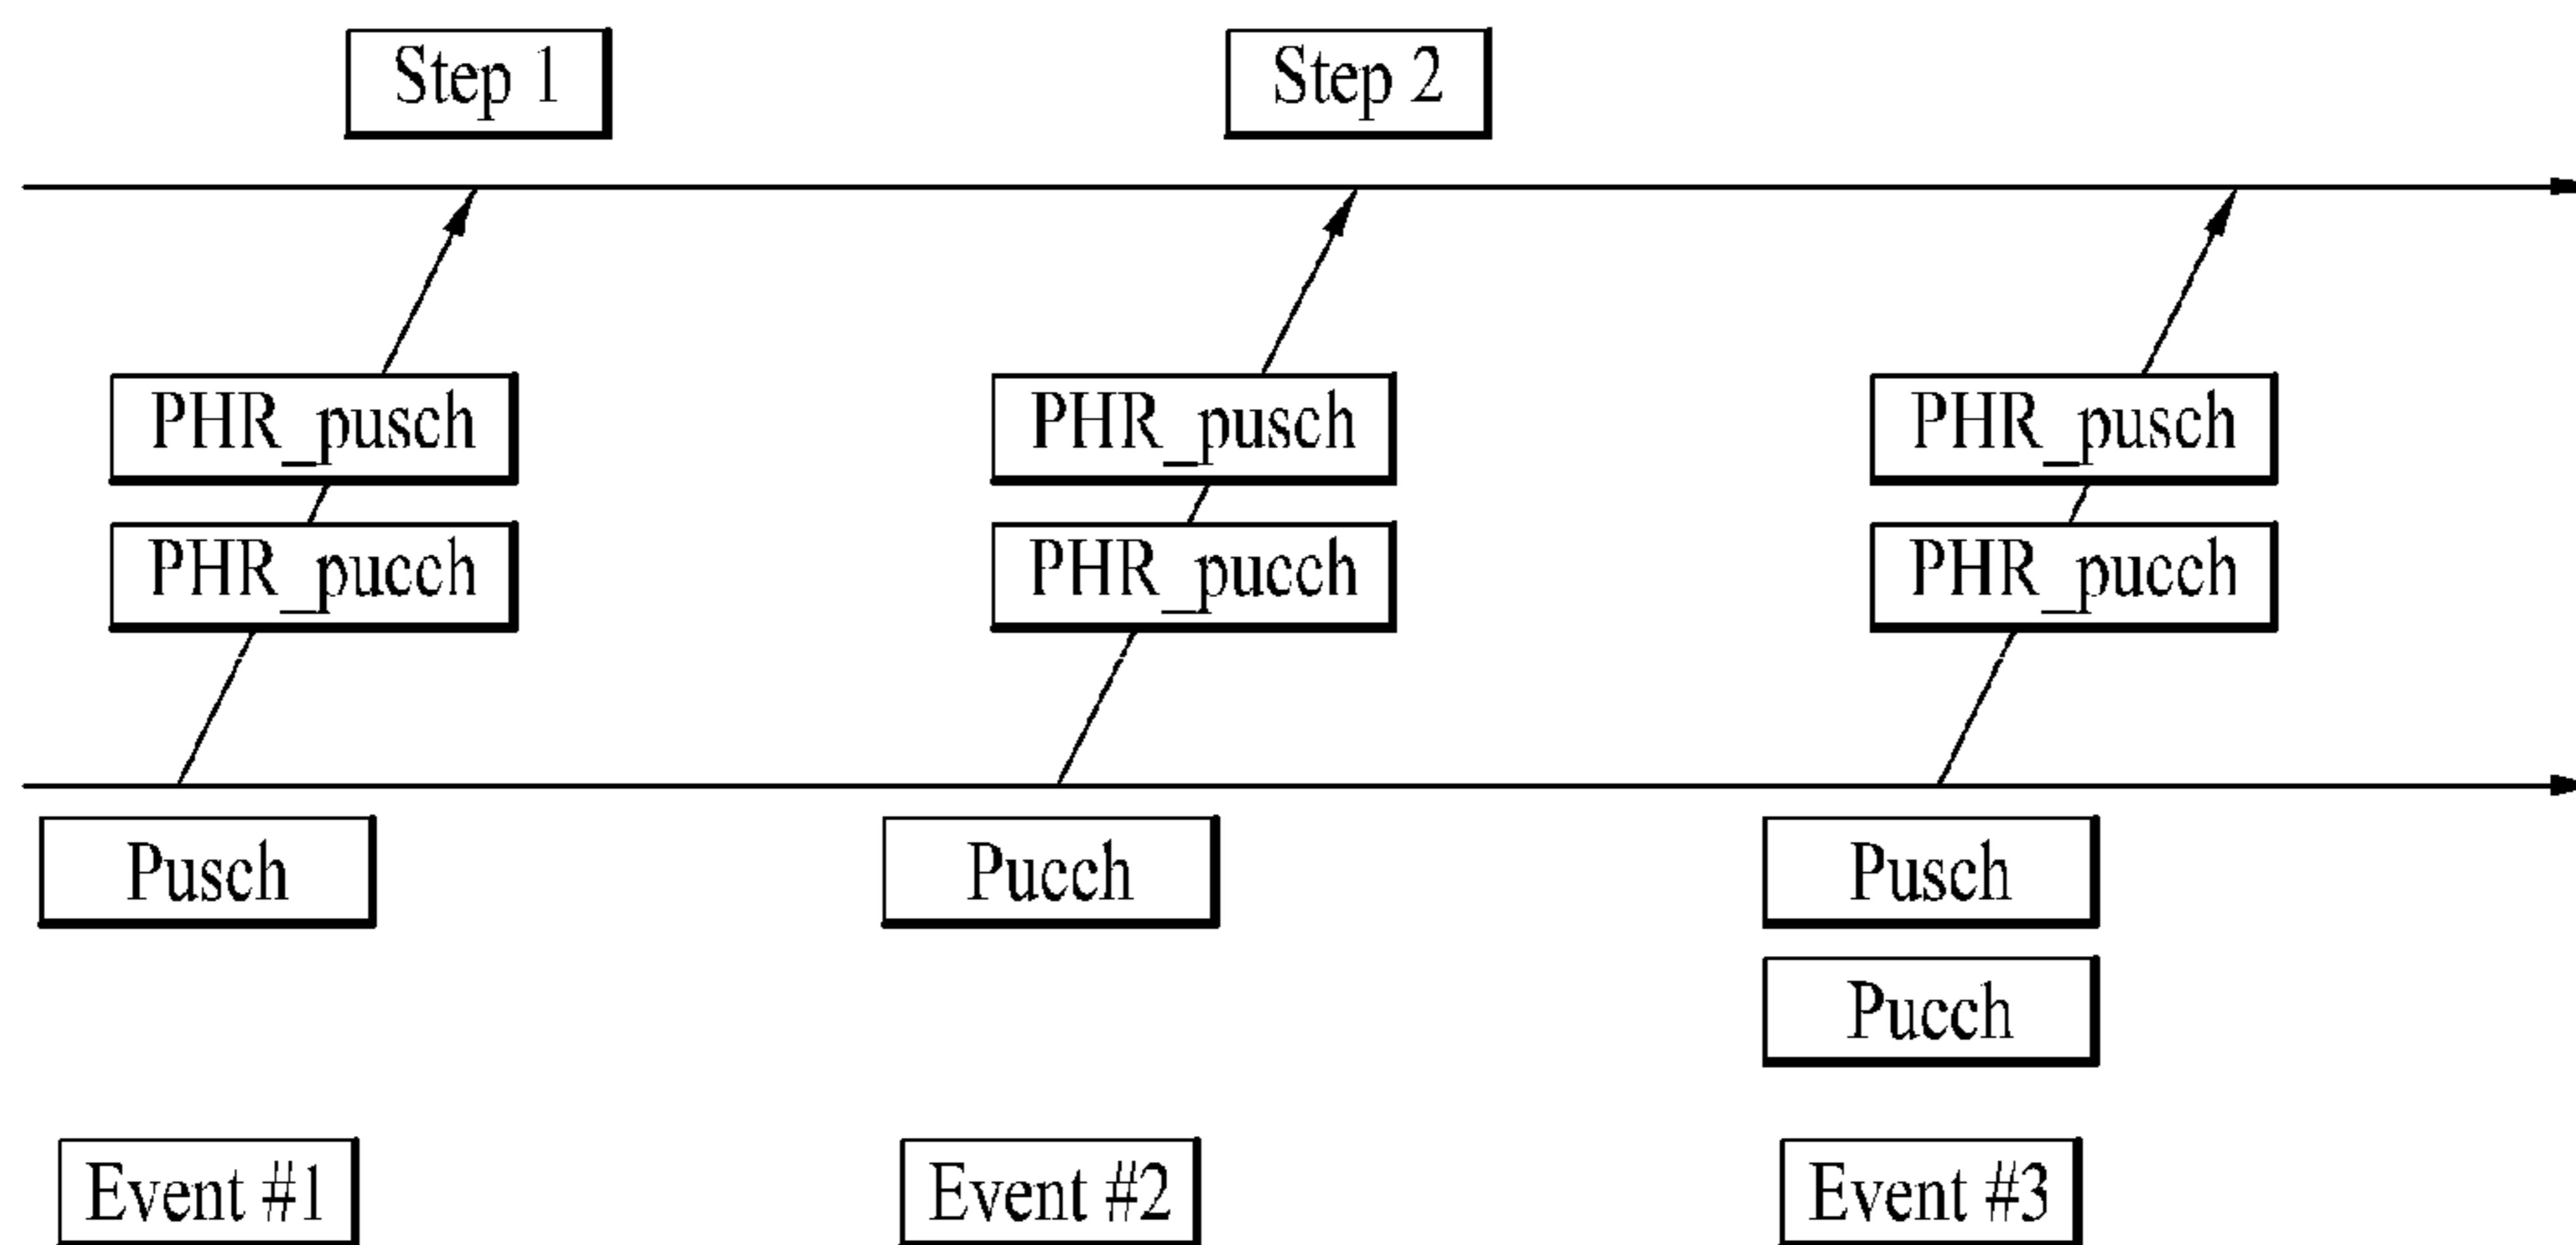 Step 1
Step 2
PHR_pusch
PHR_pusch
PHR_pusch
PHR_pucch
PHR_pucch
PHR_pucch
Pusch
Pucch
Pusch
Pucch
Event #1
Event #2
Event #3